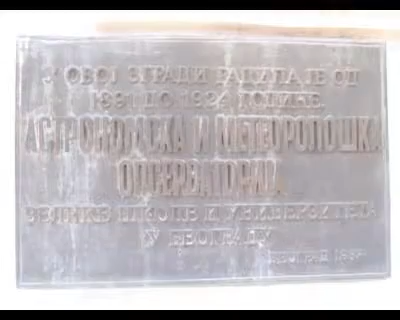 У ОВОЈ ЗГРАДИ РАДИЛА ЈЕ ОД
1891 ДО 1924 ГОДИНЕ
АСТРОНОМСКА И МЕТЕОРОЛОШКА
ОПСЕРВАТОРИЈА
ВЕЛИКЕ ШКОЛЕ И УНИВЕРЗИТЕТА
У БЕОГРАДУ
БЕОГРАД